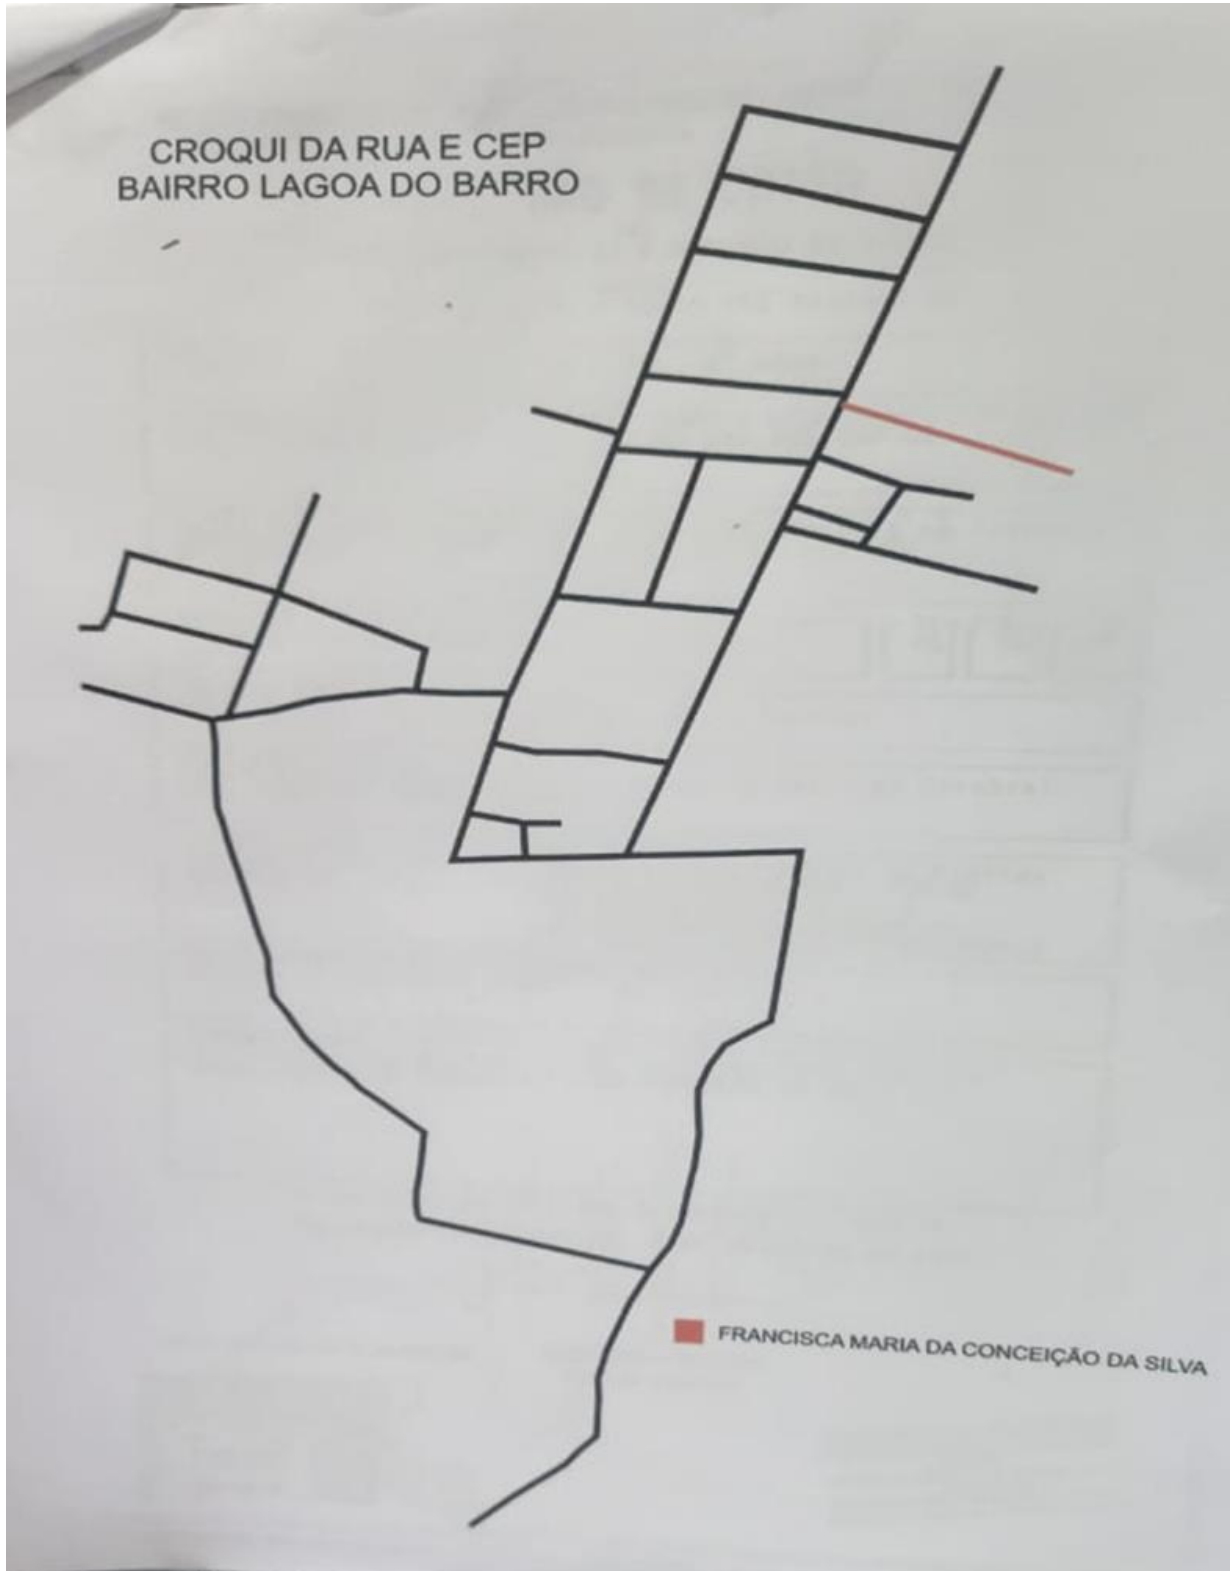 CROQUI DA RUA E CEP
BAIRRO LAGOA DO BARRO
FRANCISCA MARIA DA CONCEIÇÃO DA SILVA